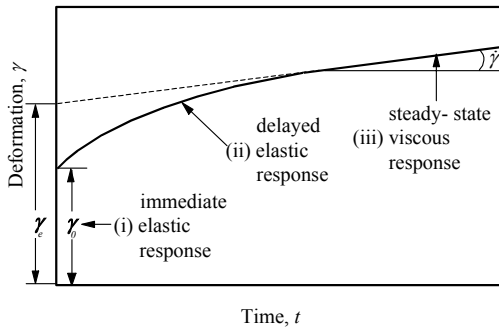 Deformation, γ
γ̇
steady- state
(iii) viscous
response
delayed
(ii) elastic
response
immediate
(i) elastic
response
γₑ
γ₀
Time, t